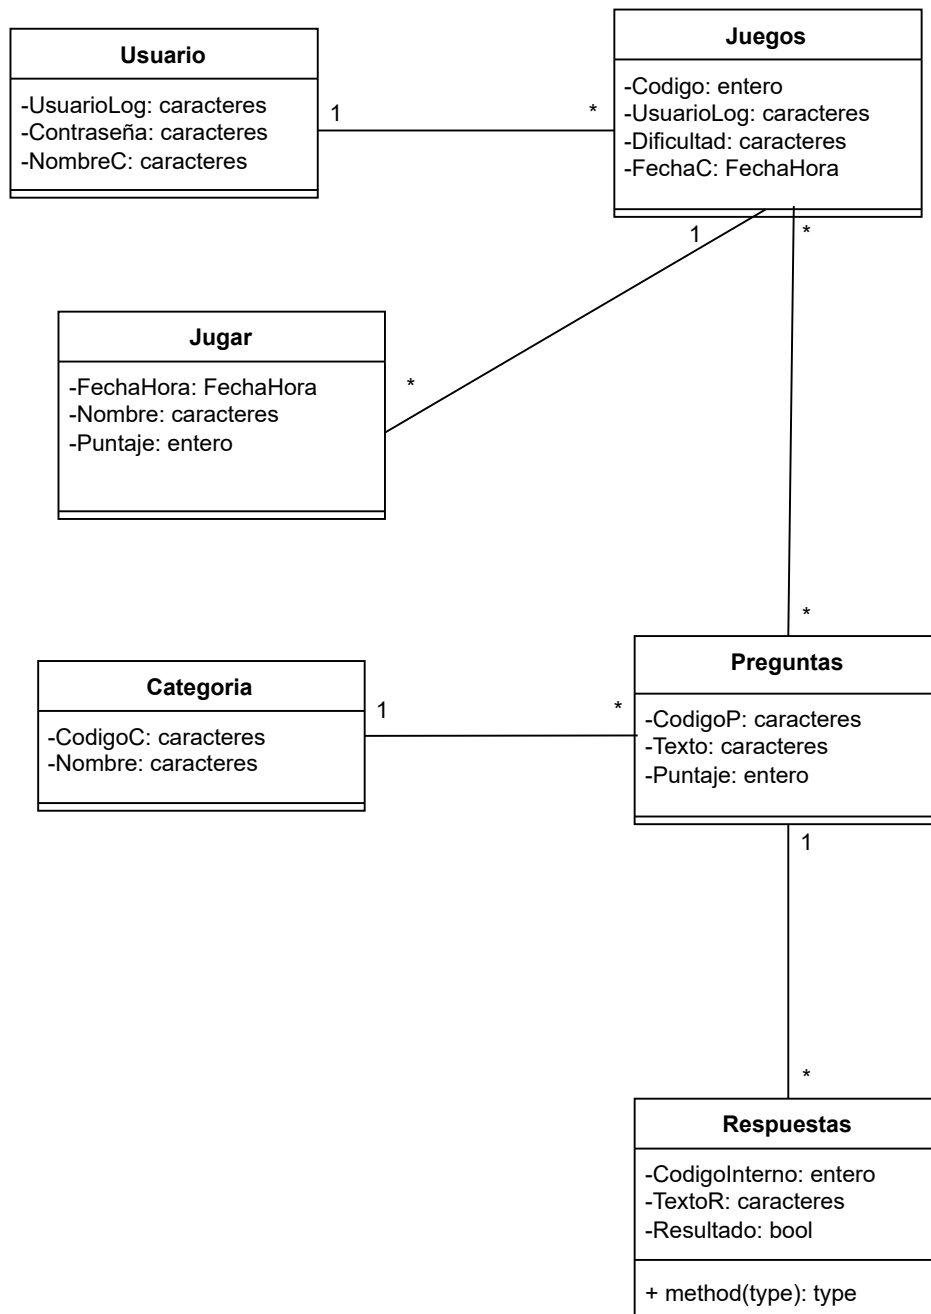 Usuario
-UsuarioLog: caracteres
-Contraseña: caracteres
-NombreC: caracteres
1
*
Juegos
-Codigo: entero
-UsuarioLog: caracteres
-Dificultad: caracteres
-FechaC: FechaHora
1
*
Jugar
-FechaHora: FechaHora
-Nombre: caracteres
-Puntaje: entero
*
*
Categoria
-CodigoC: caracteres
-Nombre: caracteres
1
*
Preguntas
-CodigoP: caracteres
-Texto: caracteres
-Puntaje: entero
1
*
Respuestas
-CodigoInterno: entero
-TextoR: caracteres
-Resultado: bool
+ method(type): type